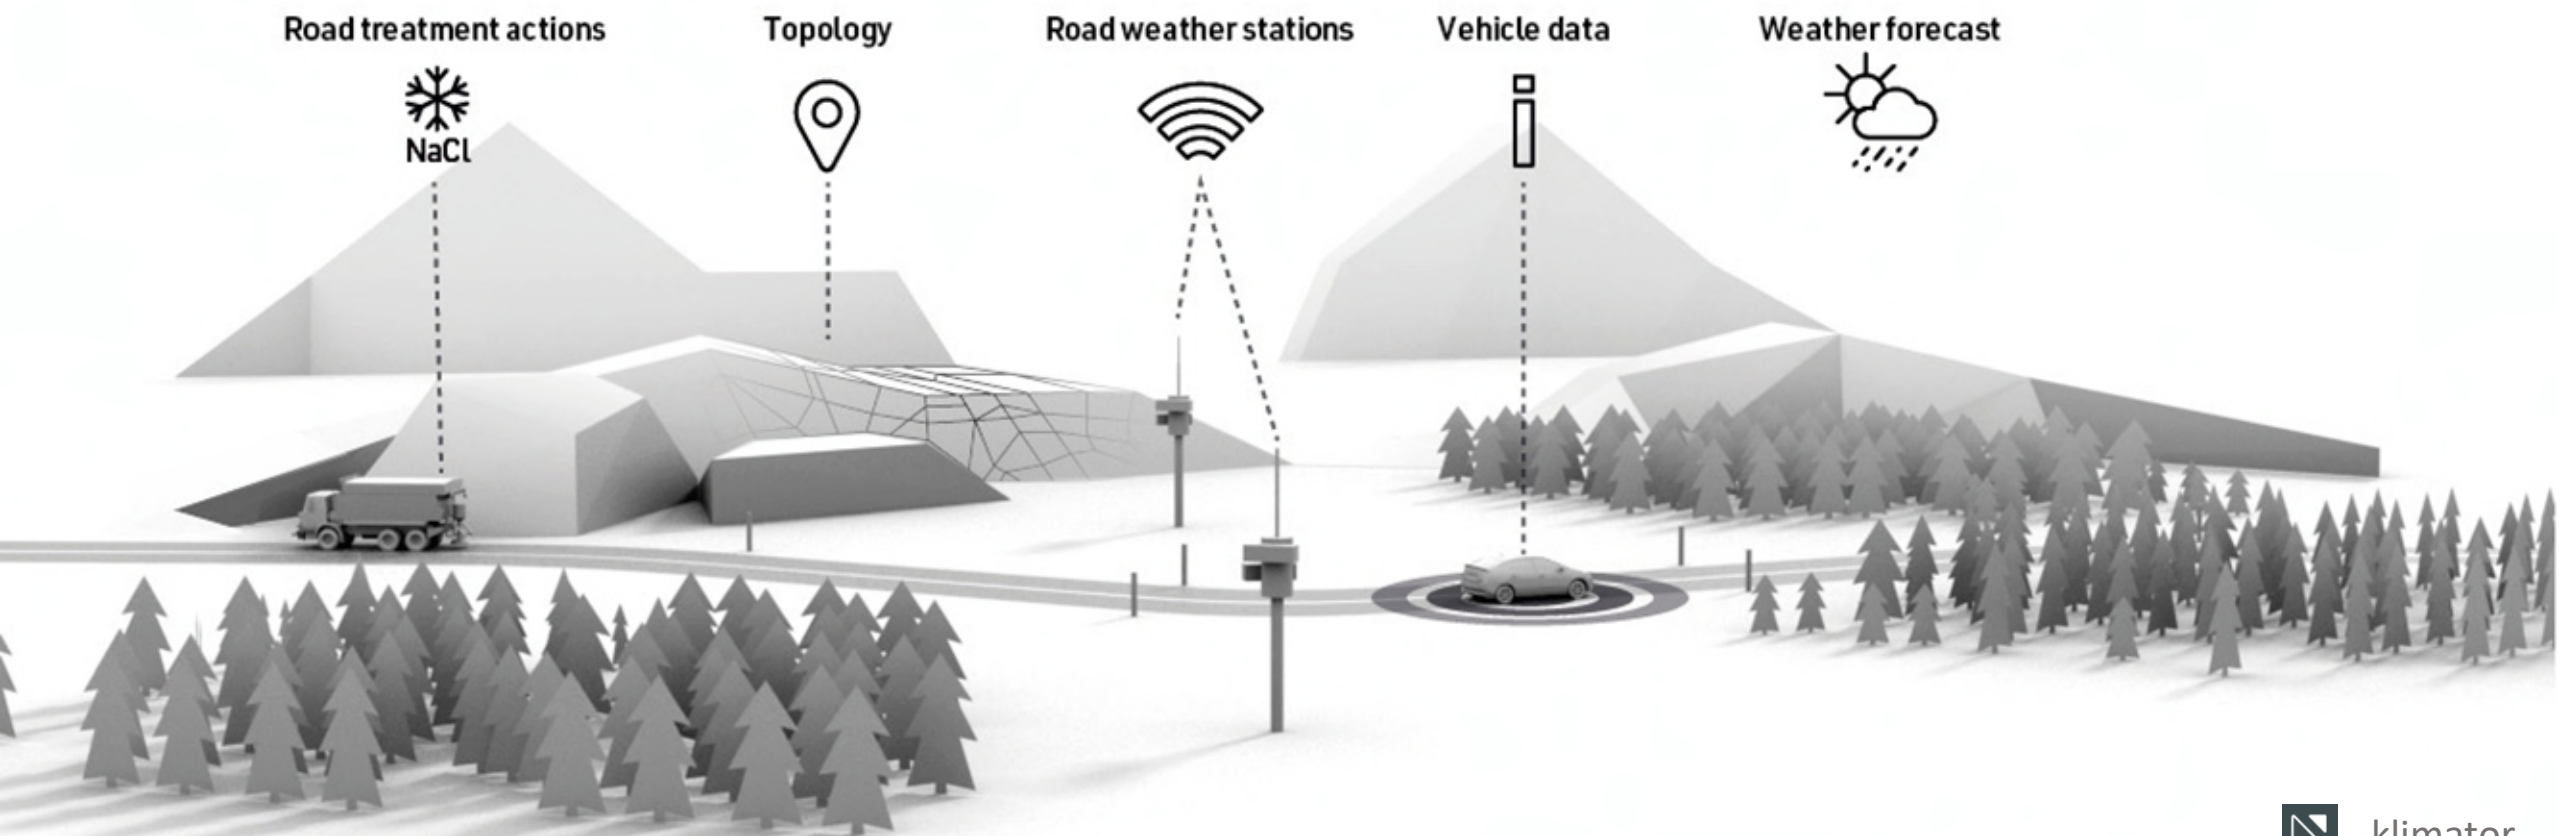 Road treatment actions
Topology
Road weather stations
Vehicle data
Weather forecast
NaCl
klimator